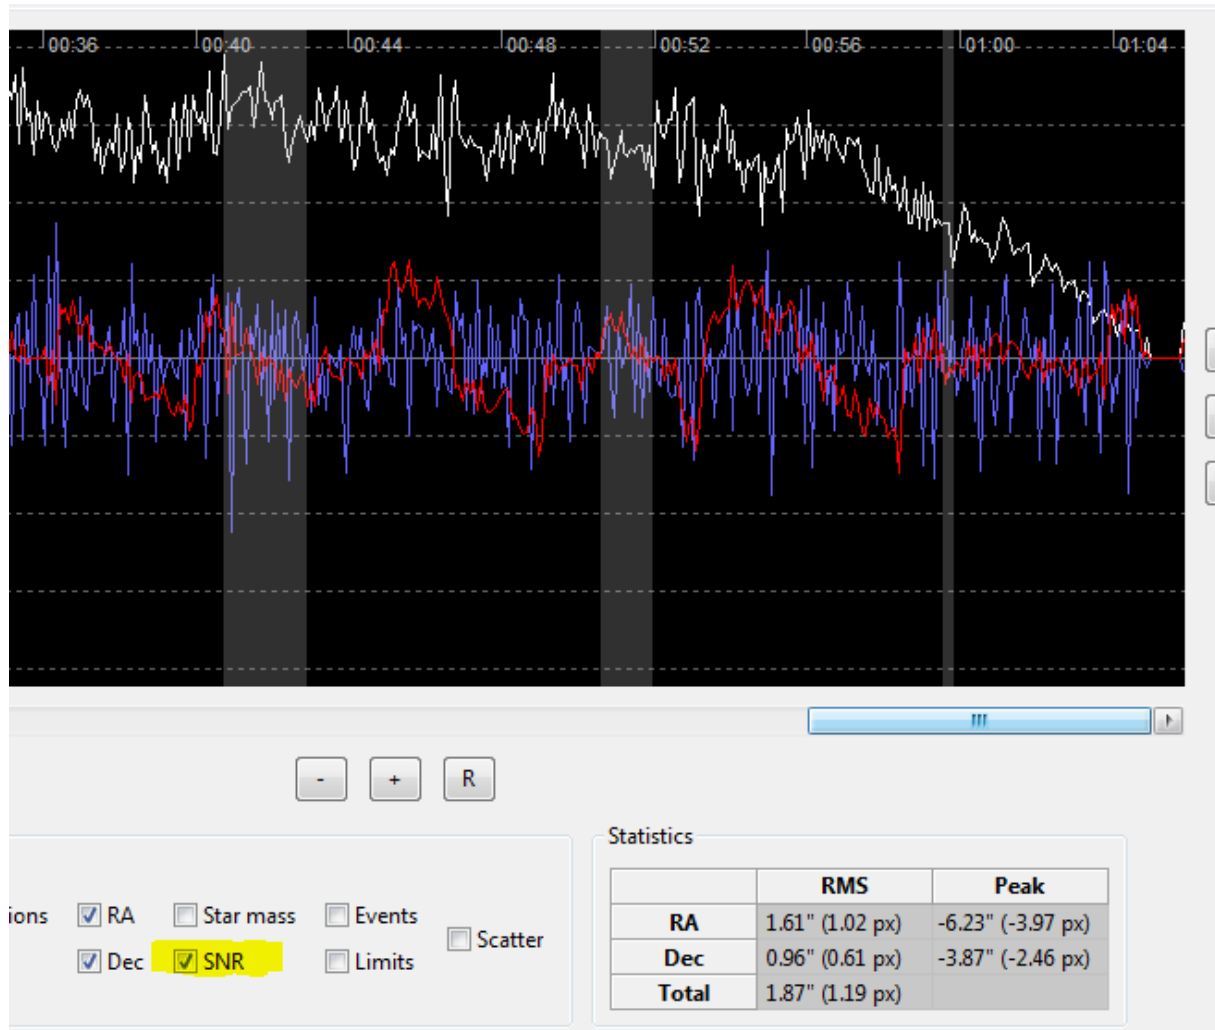 00:36 00:40 00:44 00:48 00:52 00:56 01:00 01:04
- + R
Statistics
RMS Peak
ions RA Star mass Events
RA 1.61" (1.02 px) -6.23" (-3.97 px)
Scatter
Dec SNR Limits
Dec 0.96" (0.61 px) -3.87" (-2.46 px)
Total 1.87" (1.19 px)